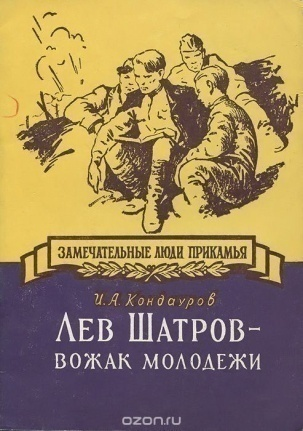 ЗАМЕЧАТЕЛЬНЫЕ ЛЮДИ ПРИКАМЬЯ
И.А. Кондауров
ЛЕВ ШАТРОВ-
ВОЖАК МОЛОДЕЖИ
ozon.ru